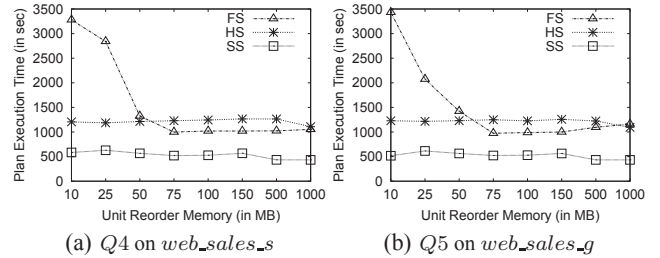 Plan Execution Time (in sec)
3500
3000
2500
2000
1500
1000
500
0
FS
HS
SS
10 25 50 75 100 150 500 1000
Unit Reorder Memory (in MB)
(a) Q4 on web_sales_s
Plan Execution Time (in sec)
3500
3000
2500
2000
1500
1000
500
0
FS
HS
SS
10 25 50 75 100 150 500 1000
Unit Reorder Memory (in MB)
(b) Q5 on web_sales_g